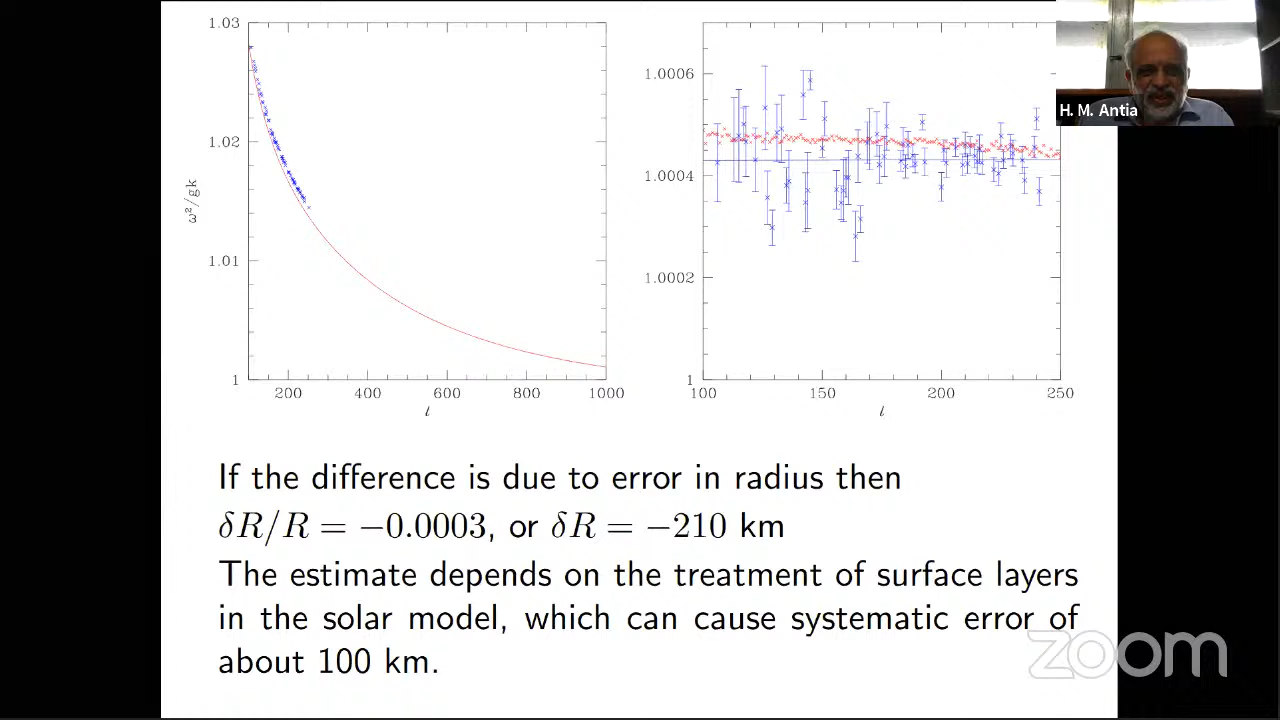 1.03
1.02
1.01
1
ω²/gk
200 400 600 800 1000
l
1.0006
1.0004
1.0002
1
100 150 200 250
l
H. M. Antia
If the difference is due to error in radius then
δR/R = −0.0003, or δR = −210 km
The estimate depends on the treatment of surface layers
in the solar model, which can cause systematic error of
about 100 km.
zoom